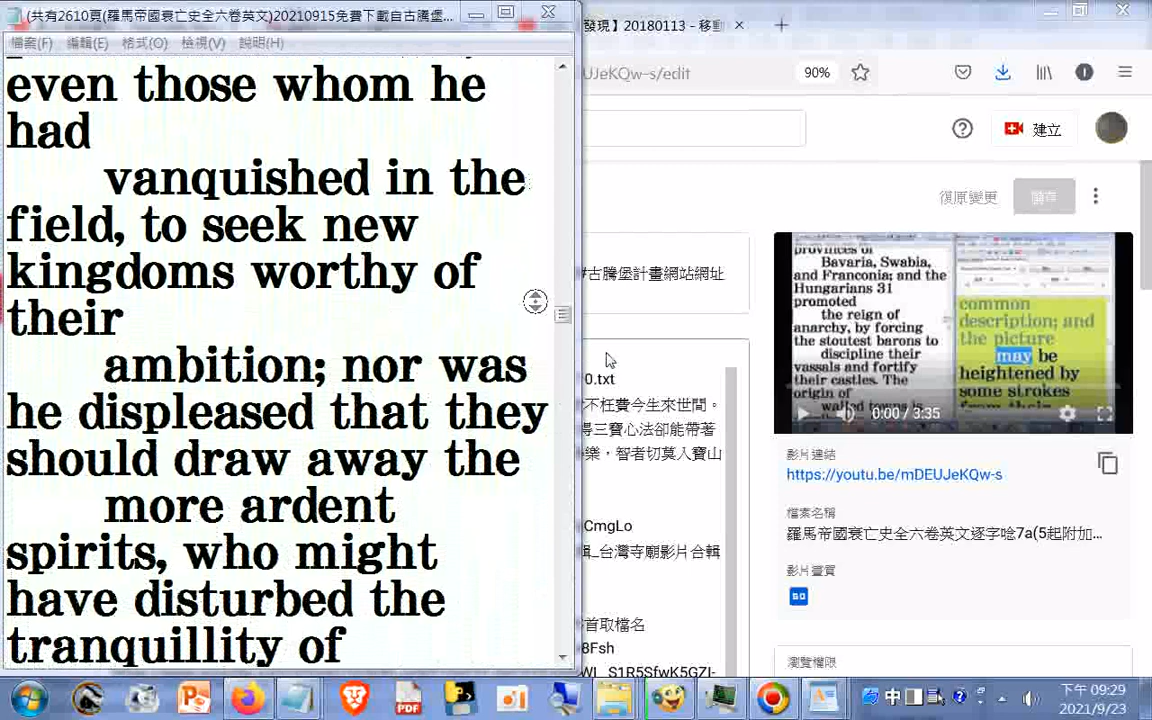 (共有2610頁(羅馬帝國衰亡史全六卷英文)20210915免費下載自古騰堡...
檔案(F) 編輯(E) 格式(O) 檢視(V) 說明(H)
even those whom he
had
vanquished in the
field, to seek new
kingdoms worthy of
their
ambition; nor was
he displeased that they
should draw away the
more ardent
spirits, who might
have disturbed the
tranquillity of
發現】20180113 - 移動
JJeKQw-s/edit
90%
建立
復原變更
儲存
#古騰堡計畫網站網址
0.txt
不枉費今生來世間。
得三寶心法卻能帶著
樂，智者切莫入寶山
CmgLo
輯_台灣寺廟影片合輯
首取檔名
8Fsh
WI_S1R5SfwK5GZI-
provinces of
Bavaria, Swabia,
and Franconia; and the
Hungarians 31
promoted
the reign of
anarchy, by forcing
the stoutest barons to
discipline their
vassals and fortify
their castles. The
origin of
walled towns is
common
description; and
the picture
may be
heightened by
some strokes
0:00 / 3:35
影片連結
https://youtu.be/mDEUJeKQw-s
檔案名稱
羅馬帝國衰亡史全六卷英文逐字唸7a(5起附加...
影片畫質
SD
瀏覽權限
中
下午 09:29
2021/9/23